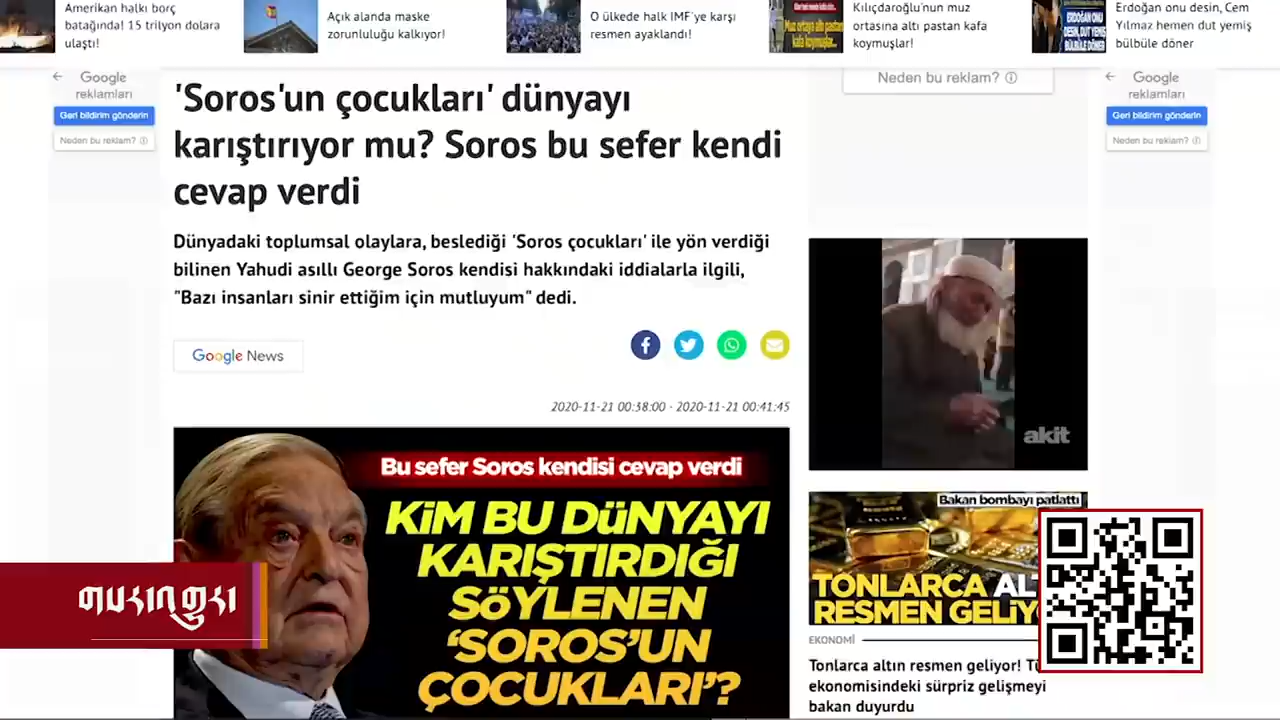 Amerikan halkı borç
batağında! 15 trilyon dolara
ulaştı!
Açık alanda maske
zorunluluğu kalkıyor!
O ülkede halk IMF'ye karşı
resmen ayaklandı!
Kılıçdaroğlu'nun muz
ortasına altı pastan kafa
koymuşlar!
Erdoğan onu desin, Cem
Yılmaz hemen dut yemiş
bülbüle döner
Google
reklamları
Geri bildirim gönderin
Neden bu reklam?
Neden bu reklam?
Google
reklamları
Geri bildirim gönderin
Neden bu reklam?
'Soros'un çocukları' dünyayı
karıştırıyor mu? Soros bu sefer kendi
cevap verdi
Dünyadaki toplumsal olaylara, beslediği 'Soros çocukları' ile yön verdiği
bilinen Yahudi asıllı George Soros kendisi hakkındaki iddialarla ilgili,
"Bazı insanları sinir ettiğim için mutluyum" dedi.
Google News
2020-11-21 00:38:00 - 2020-11-21 00:41:45
akit
Bu sefer Soros kendisi cevap verdi
KİM BU DÜNYAYI
KARIŞTIRDIĞI
SÖYLENEN
'SOROS'UN
ÇOCUKLARI'?
Bakan bombayı patlattı
TONLARCA AL
RESMEN GELİY
EKONOMİ
Tonlarca altın resmen geliyor! Tü
ekonomisindeki sürpriz gelişmeyi
bakan duyurdu